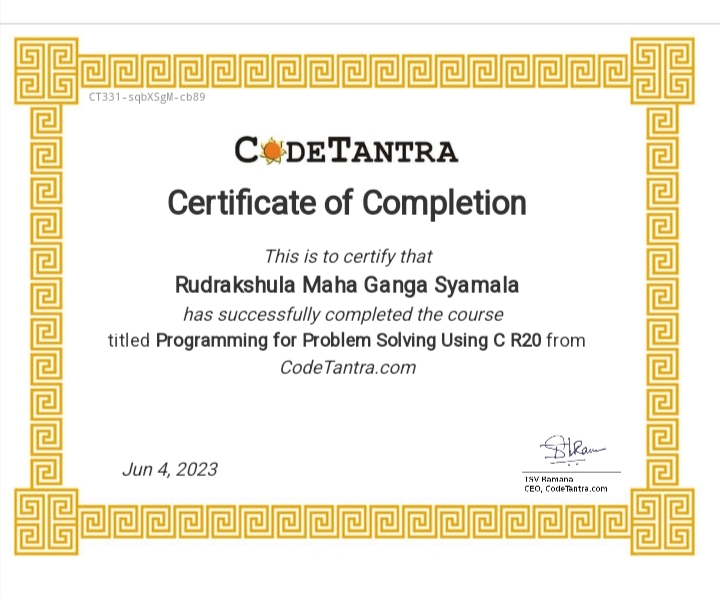 CT331-sqbXSgM-cb89
CODETANTRA
Certificate of Completion
This is to certify that
Rudrakshula Maha Ganga Syamala
has successfully completed the course
titled Programming for Problem Solving Using C R20 from
CodeTantra.com
Jun 4, 2023
TSV Ramana
CEO, CodeTantra.com